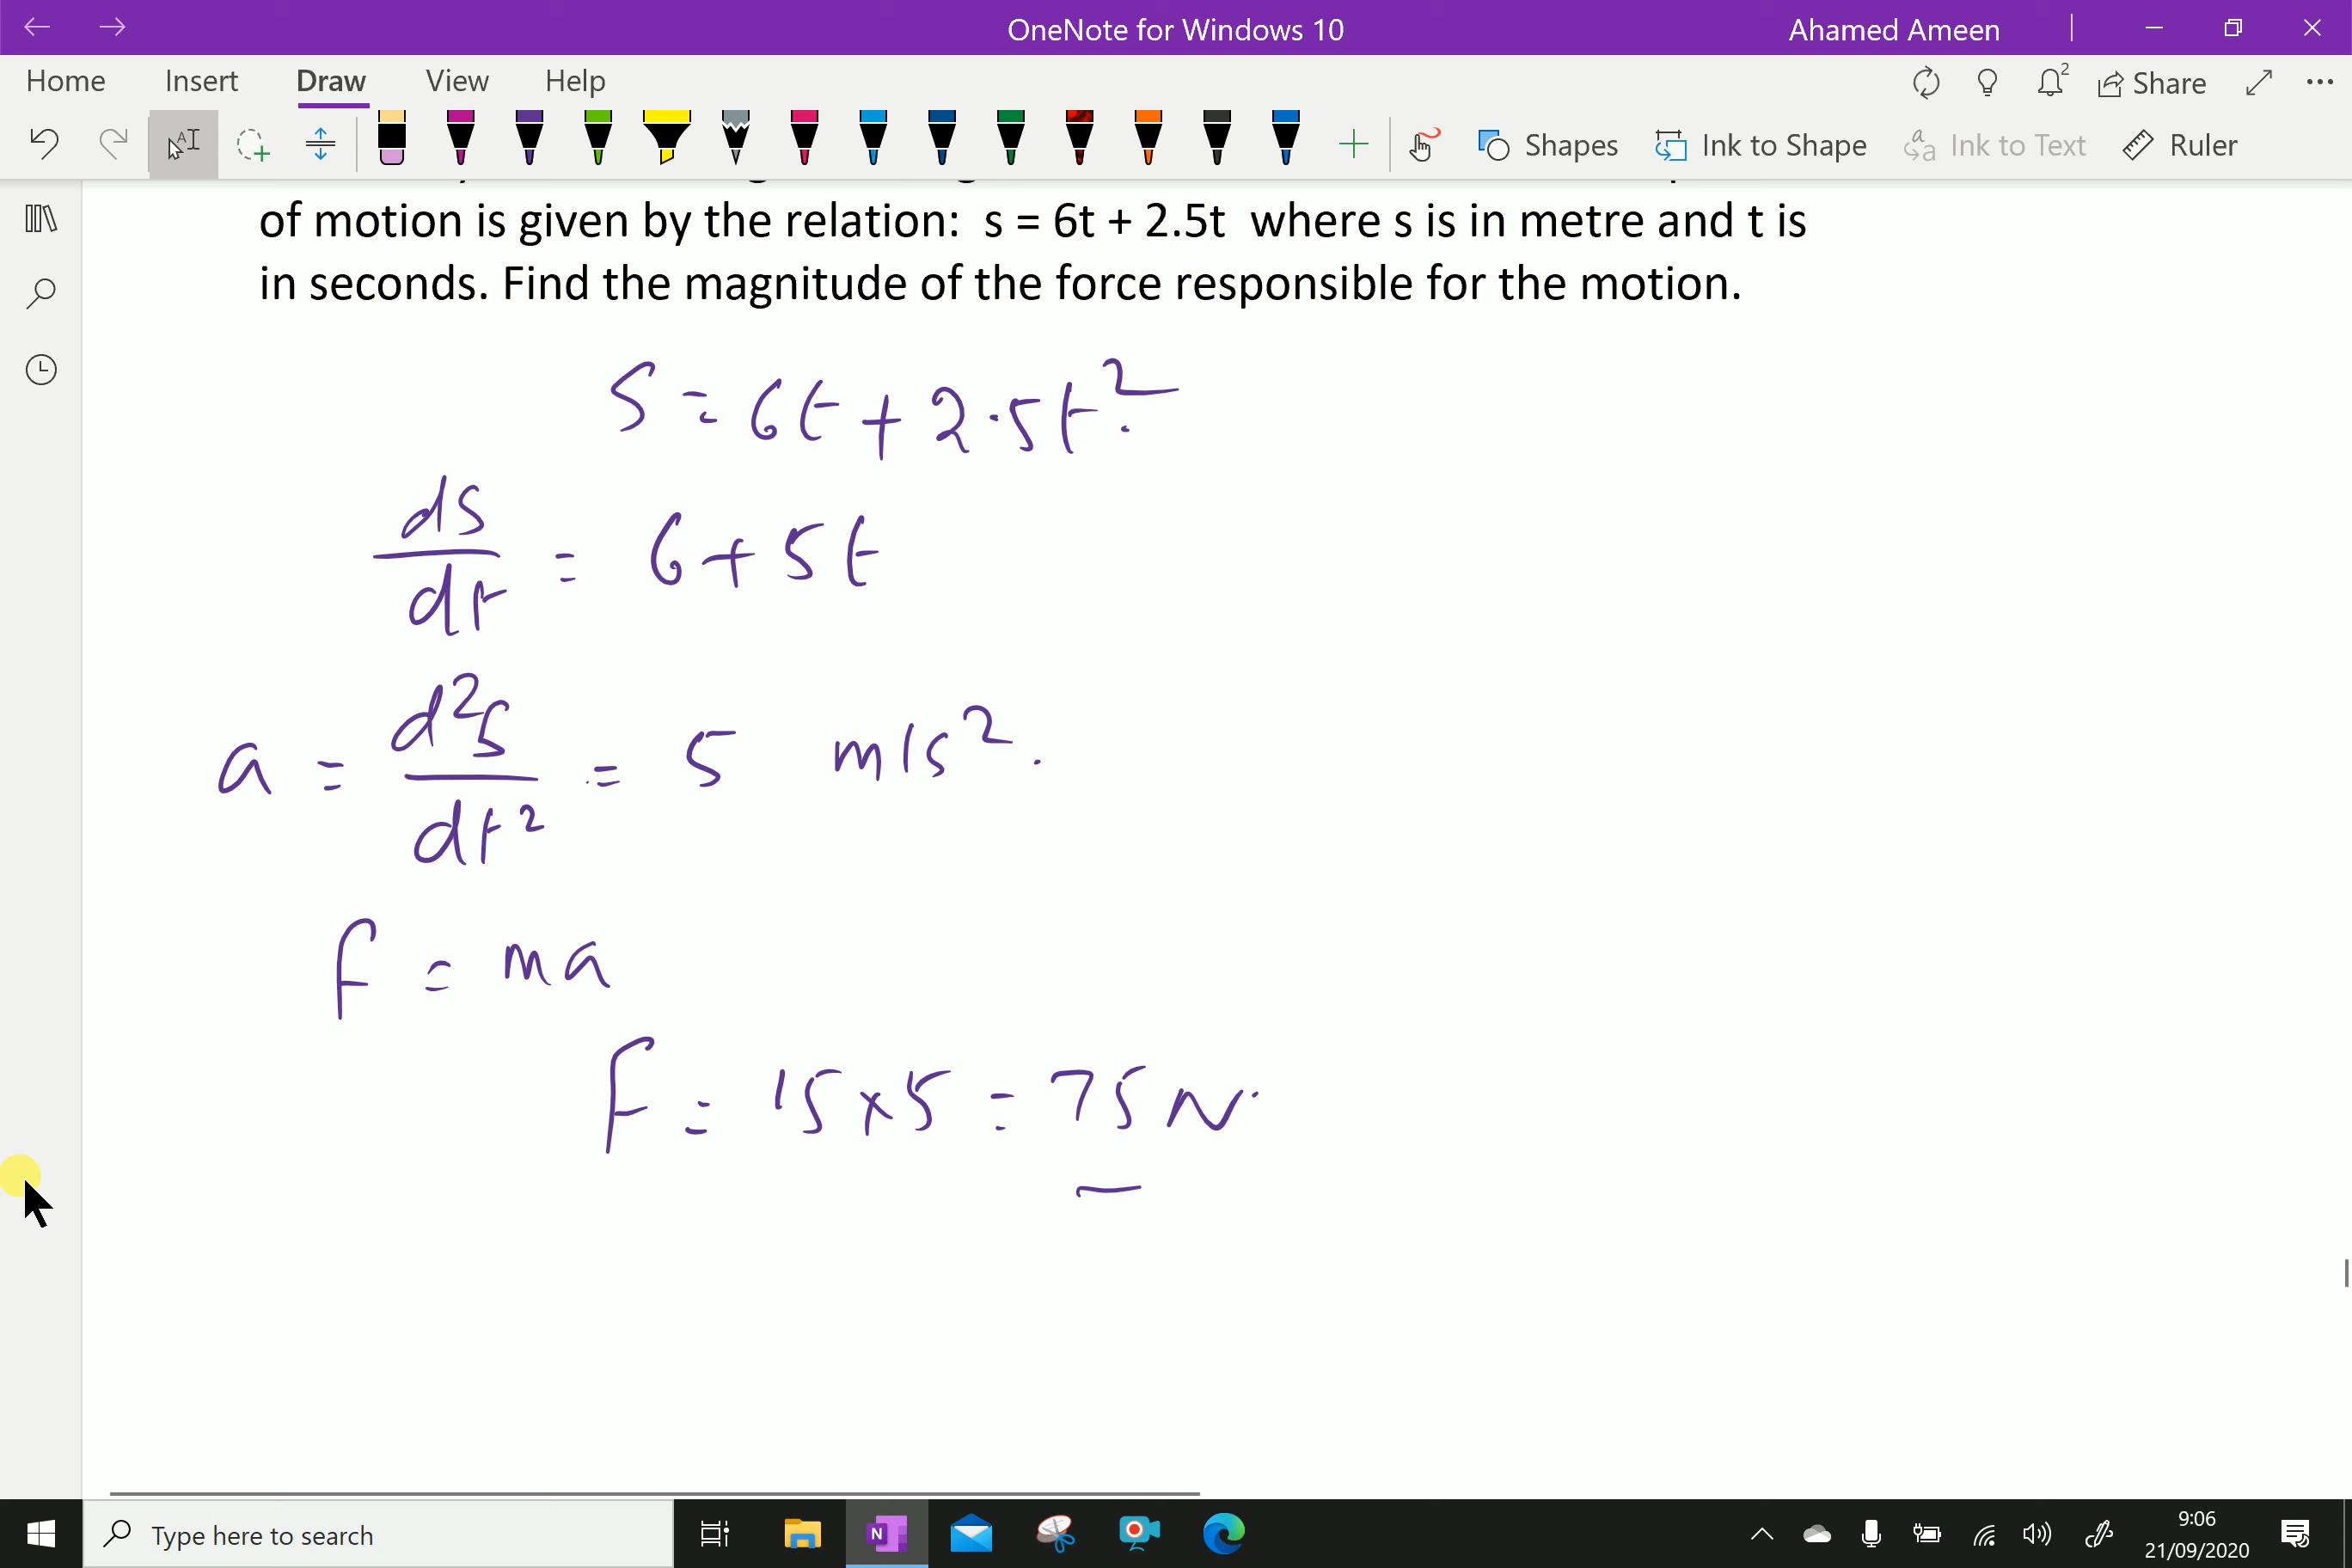 OneNote for Windows 10
Ahamed Ameen
Home Insert Draw View Help
2
Share
Shapes Ink to Shape Ink to Text Ruler
of motion is given by the relation: s = 6t + 2.5t where s is in metre and t is
in seconds. Find the magnitude of the force responsible for the motion.
S = 6t + 2.5t².
ds/dt = 6 + 5t
a = d²s/dt² = 5 m/s².
F = ma
F = 15 x 5 = 75 N.
Type here to search
9:06
21/09/2020